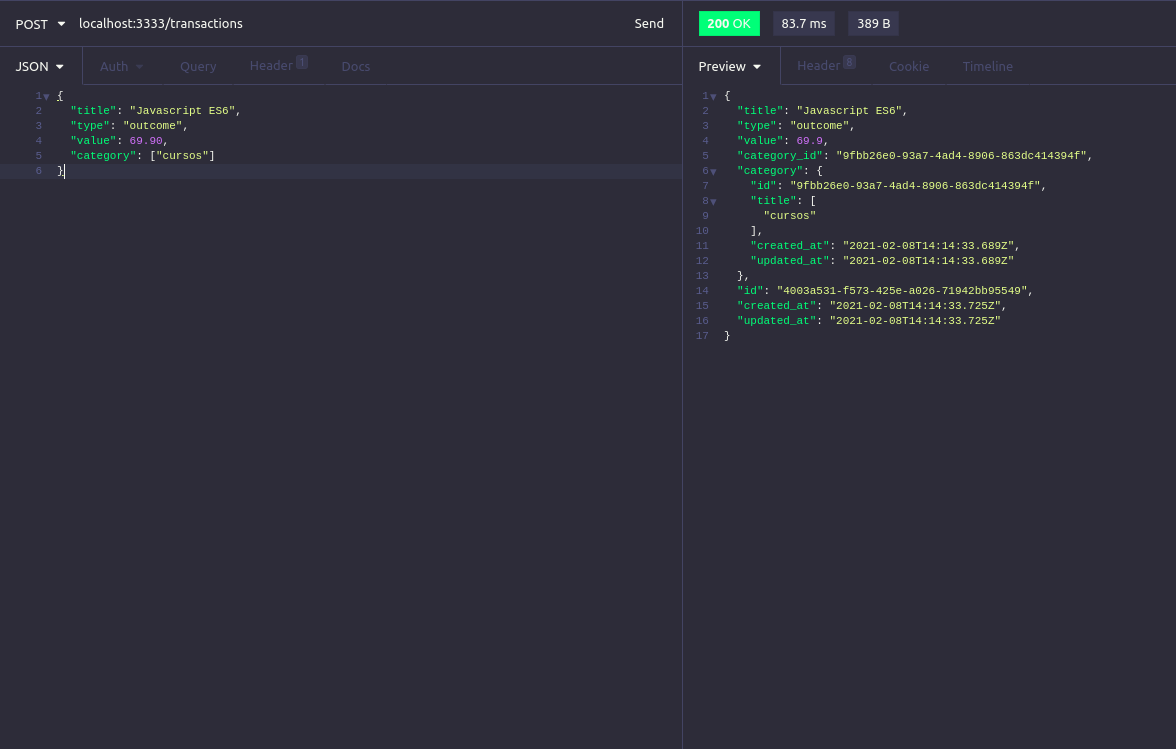 POST localhost:3333/transactions Send
200 OK 83.7 ms 389 B
JSON Auth Query Header 1 Docs
1 {
2 "title": "Javascript ES6",
3 "type": "outcome",
4 "value": 69.90,
5 "category": ["cursos"]
6 }
Preview Header 8 Cookie Timeline
1 {
2 "title": "Javascript ES6",
3 "type": "outcome",
4 "value": 69.9,
5 "category_id": "9fbb26e0-93a7-4ad4-8906-863dc414394f",
6 "category": {
7 "id": "9fbb26e0-93a7-4ad4-8906-863dc414394f",
8 "title": [
9 "cursos"
10 ],
11 "created_at": "2021-02-08T14:14:33.689Z",
12 "updated_at": "2021-02-08T14:14:33.689Z"
13 },
14 "id": "4003a531-f573-425e-a026-71942bb95549",
15 "created_at": "2021-02-08T14:14:33.725Z",
16 "updated_at": "2021-02-08T14:14:33.725Z"
17 }